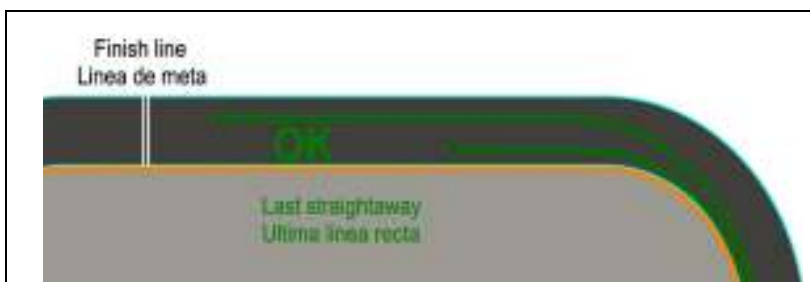 Finish line
Linea de meta
OK
Last straightaway
Ultima linea recta